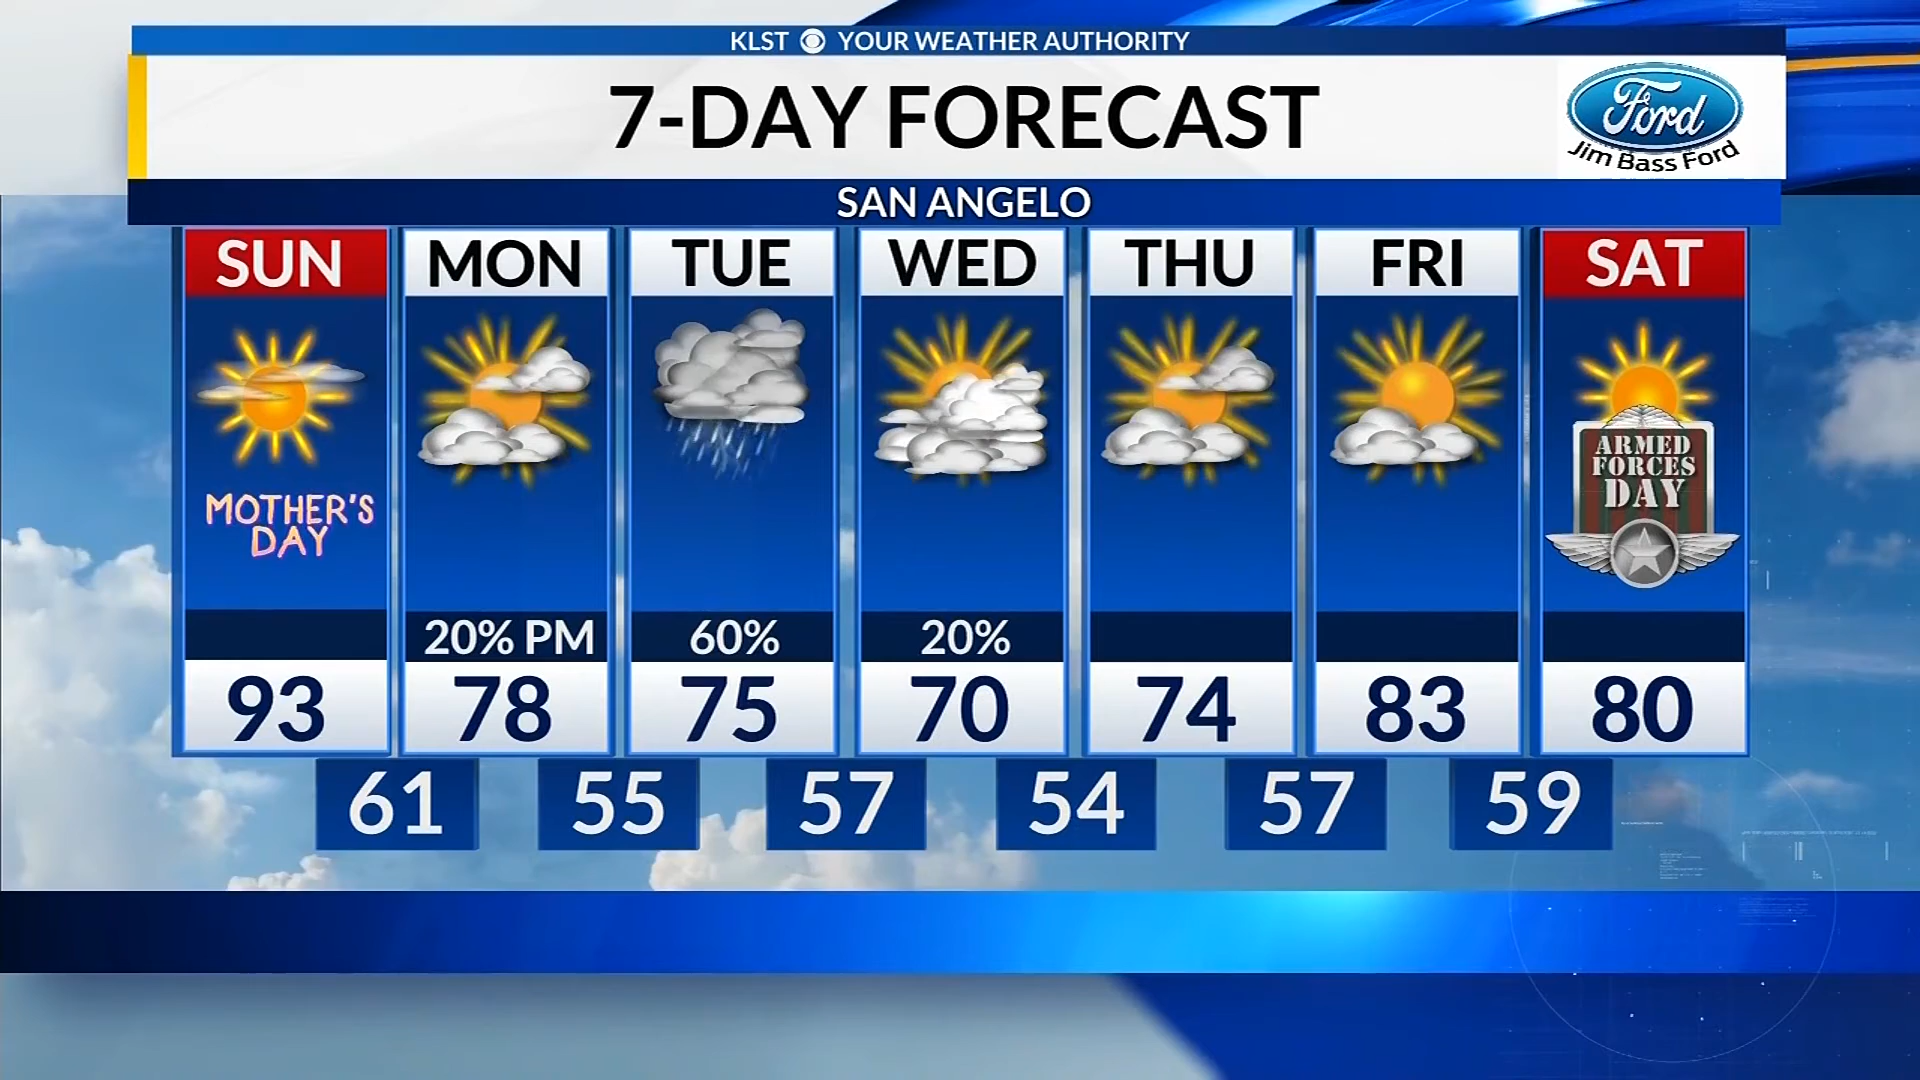 KLST YOUR WEATHER AUTHORITY
7-DAY FORECAST
Ford
Jim Bass Ford
SAN ANGELO
SUN MON TUE WED THU FRI SAT
MOTHER'S
DAY
ARMED
FORCES
DAY
20% PM 60% 20%
93 78 75 70 74 83 80
61 55 57 54 57 59